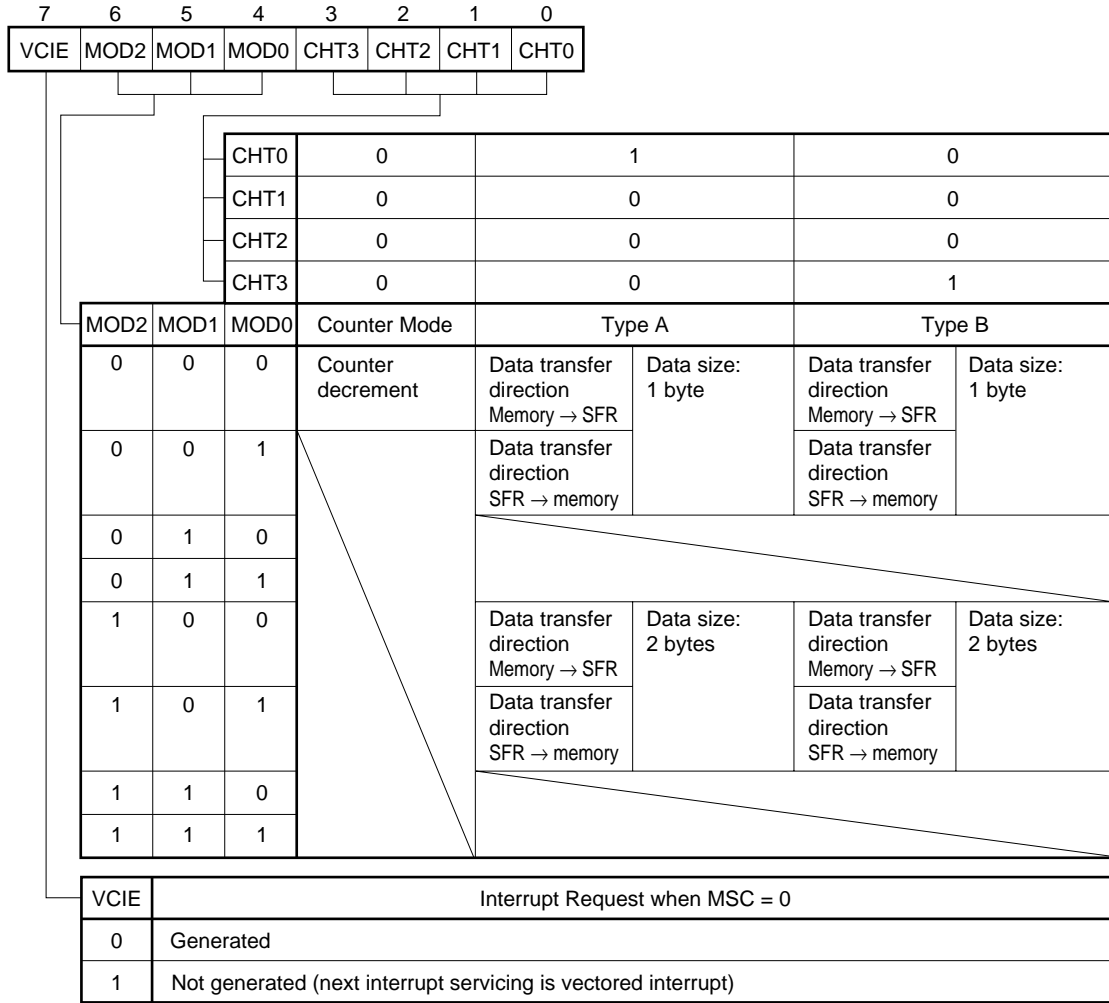 7 6 5 4 3 2 1 0
VCIE MOD2 MOD1 MOD0 CHT3 CHT2 CHT1 CHT0
CHT0 0 1 0
CHT1 0 0 0
CHT2 0 0 0
CHT3 0 0 1
MOD2 MOD1 MOD0 Counter Mode Type A Type B
0 0 0 Counter Data transfer Data size: Data transfer Data size:
decrement direction 1 byte direction 1 byte
Memory → SFR Memory → SFR
0 0 1 Data transfer Data transfer
direction direction
SFR → memory SFR → memory
0 1 0
0 1 1
1 0 0 Data transfer Data size: Data transfer Data size:
direction 2 bytes direction 2 bytes
Memory → SFR Memory → SFR
1 0 1 Data transfer Data transfer
direction direction
SFR → memory SFR → memory
1 1 0
1 1 1
VCIE Interrupt Request when MSC = 0
0 Generated
1 Not generated (next interrupt servicing is vectored interrupt)